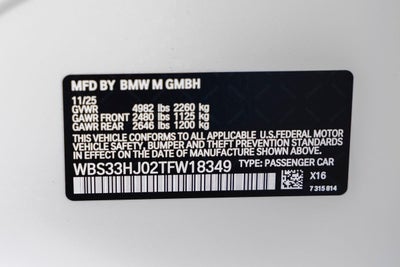 MFD BY BMW M GMBH
11/25
GVWR 4982 lbs 2260 kg
GAWR FRONT 2480 lbs 1125 kg
GAWR REAR 2646 lbs 1200 kg
THIS VEHICLE CONFORMS TO ALL APPLICABLE U.S.FEDERAL MOTOR
VEHICLE SAFETY, BUMPER, AND THEFT PREVENTION STANDARDS
IN EFFECT ON THE DATE OF MANUFACTURE SHOWN ABOVE.
WBS33HJ02TFW18349 TYPE: PASSENGER CAR
X16
7 315 814